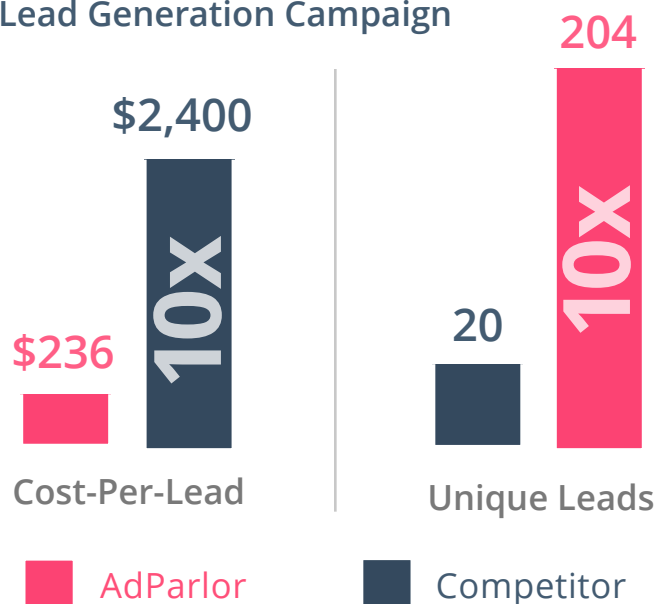 Lead Generation Campaign
204
$2,400
10x
10x
20
$236
Cost-Per-Lead
Unique Leads
AdParlor
Competitor